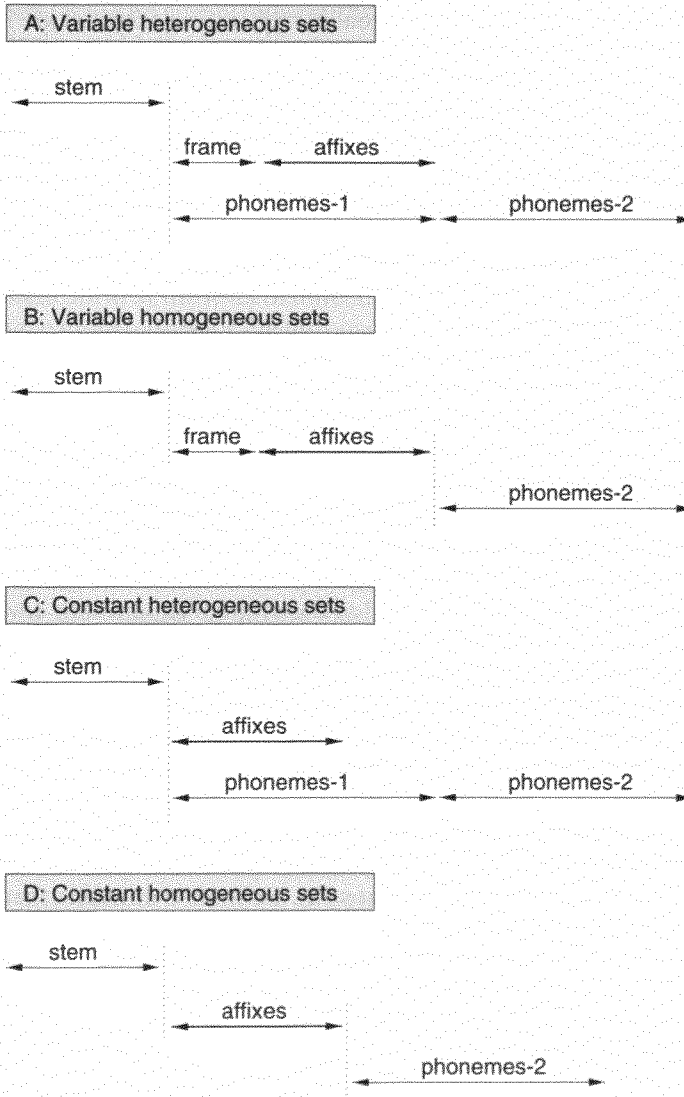 A: Variable heterogeneous sets
stem
frame affixes
phonemes-1 phonemes-2
B: Variable homogeneous sets
stem
frame affixes
phonemes-2
C: Constant heterogeneous sets
stem
affixes
phonemes-1 phonemes-2
D: Constant homogeneous sets
stem
affixes
phonemes-2